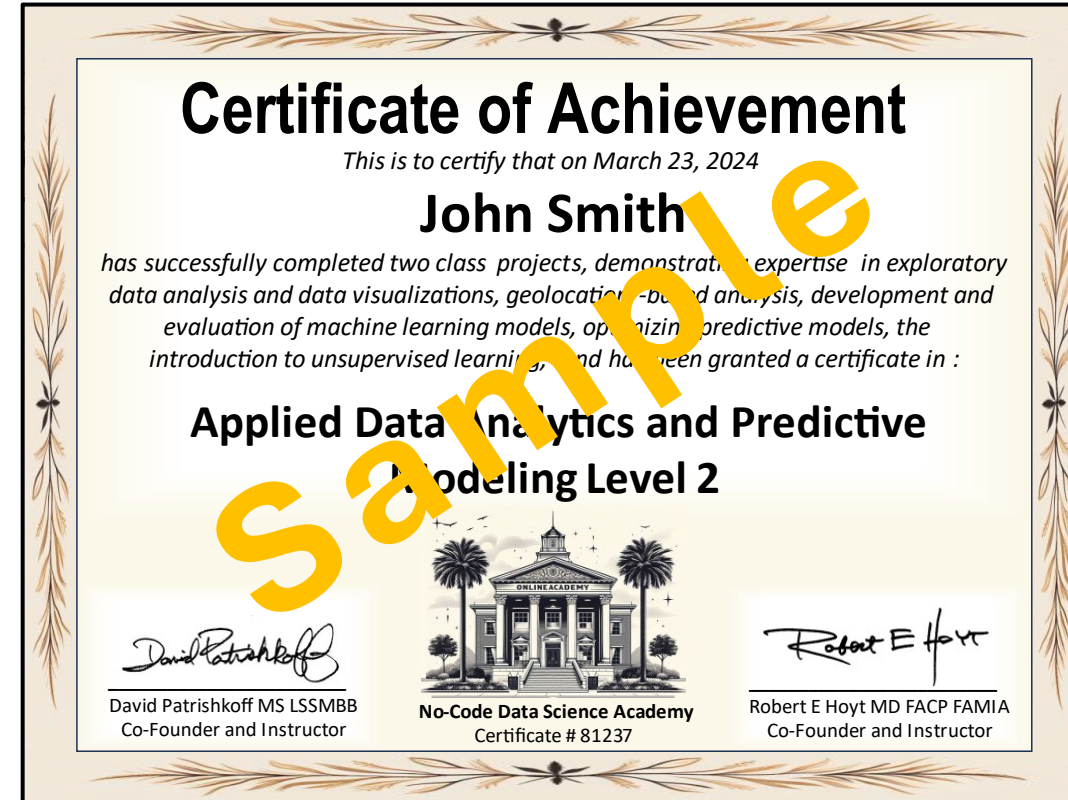 Certificate of Achievement
This is to certify that on March 23, 2024
John Smith
has successfully completed two class projects, demonstrating expertise in exploratory
data analysis and data visualizations, geolocation -based analysis, development and
evaluation of machine learning models, optimizing predictive models, the
introduction to unsupervised learning, and has been granted a certificate in :
Applied Data Analytics and Predictive
Modeling Level 2
Sample
ONLINE ACADEMY
David Patrishkoff
Robert E Hoyt
David Patrishkoff MS LSSMBB
Co-Founder and Instructor
No-Code Data Science Academy
Certificate # 81237
Robert E Hoyt MD FACP FAMIA
Co-Founder and Instructor